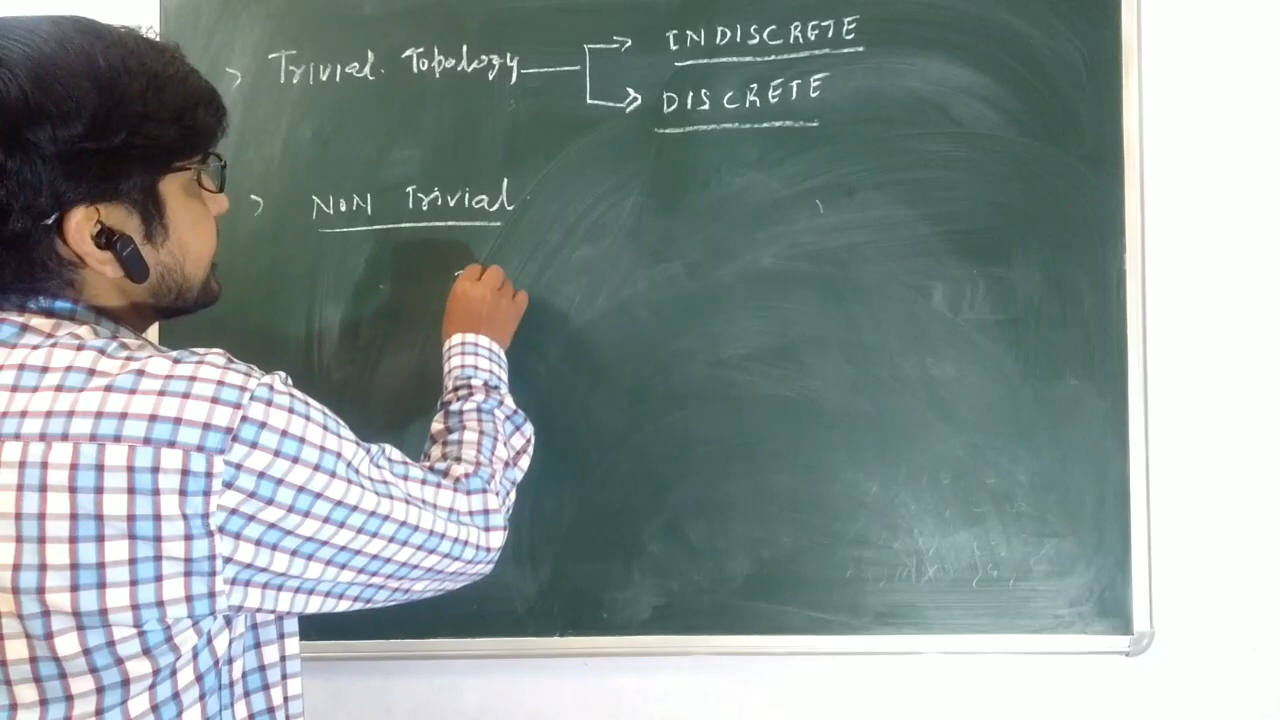 > Trivial. Topology → INDISCRETE
→ DISCRETE
> NON Trivial